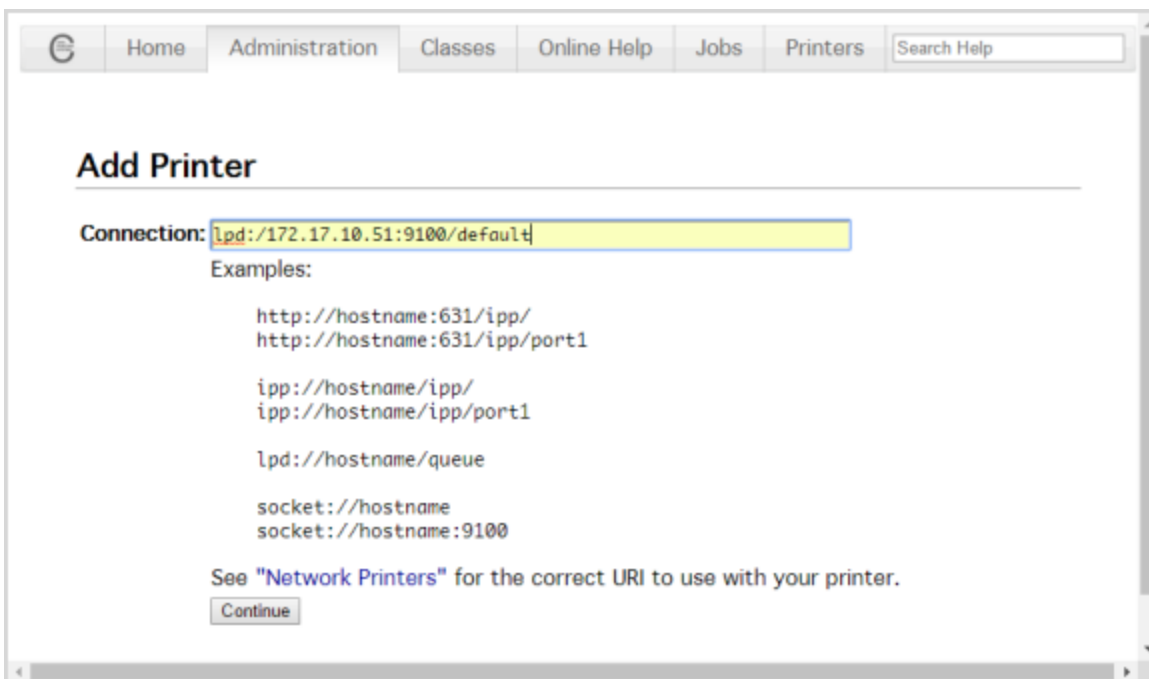 Home Administration Classes Online Help Jobs Printers Search Help
Add Printer
Connection: lpd:/172.17.10.51:9100/default
Examples:
http://hostname:631/ipp/
http://hostname:631/ipp/port1
ipp://hostname/ipp/
ipp://hostname/ipp/port1
lpd://hostname/queue
socket://hostname
socket://hostname:9100
See "Network Printers" for the correct URI to use with your printer.
Continue